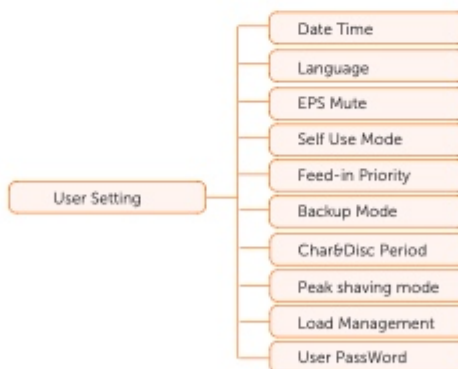 Date Time
Language
EPS Mute
Self Use Mode
Feed-in Priority
User Setting
Backup Mode
Char&Disc Period
Peak shaving mode
Load Management
User PassWord